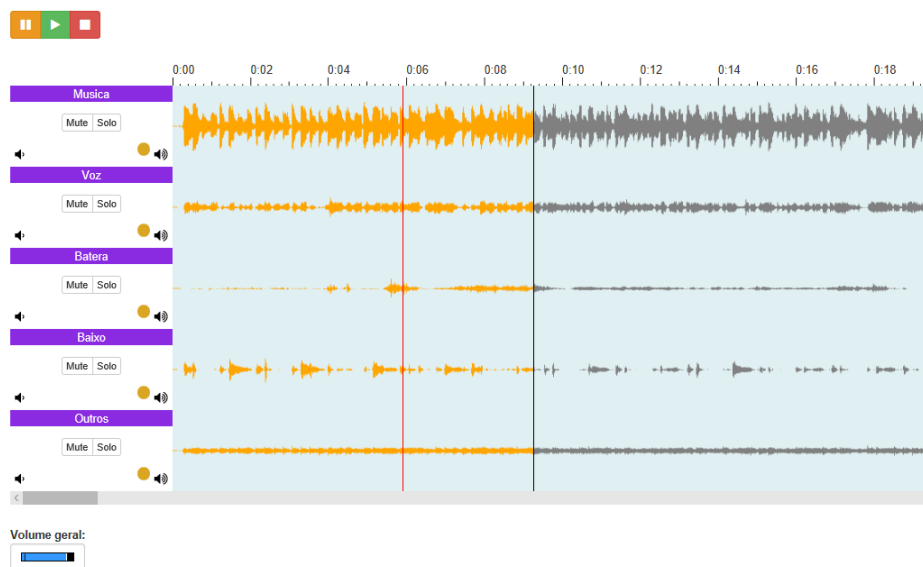 0:00 0:02 0:04 0:06 0:08 0:10 0:12 0:14 0:16 0:18
Musica
Mute Solo
Voz
Mute Solo
Batera
Mute Solo
Baixo
Mute Solo
Outros
Mute Solo
Volume geral: